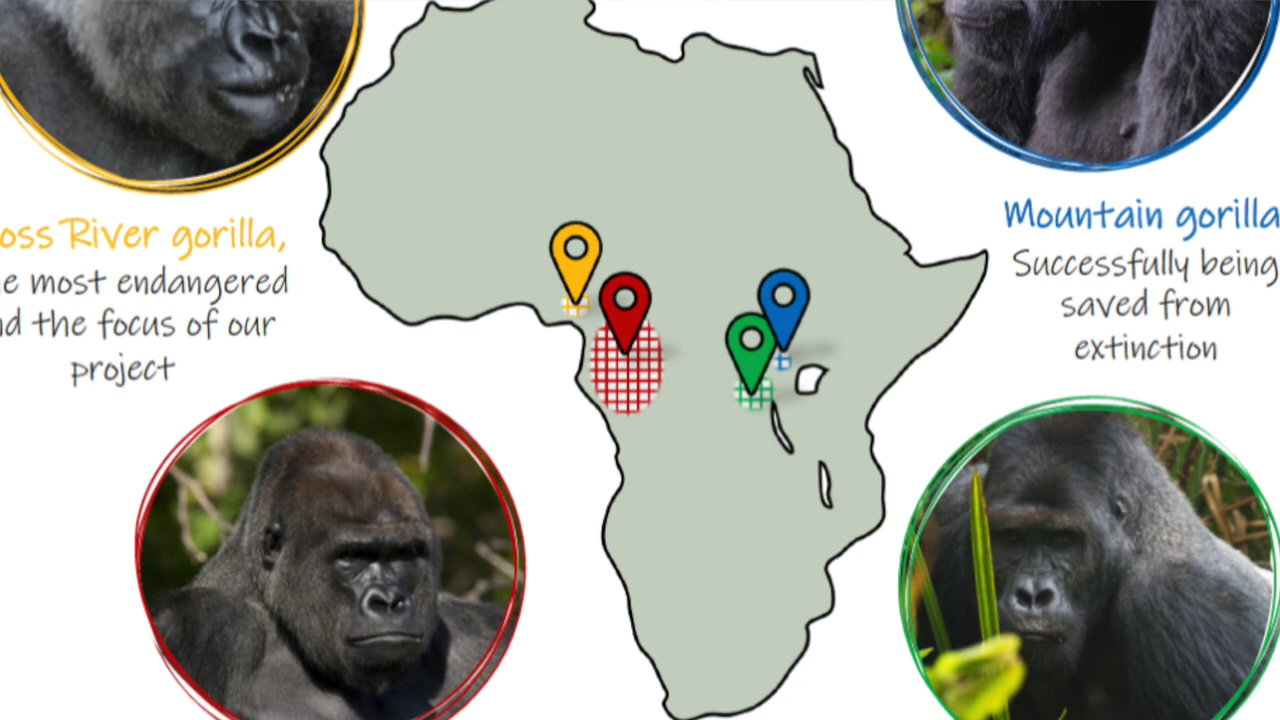 oss River gorilla,
e most endangered
nd the focus of our
project
Mountain gorilla
Successfully being
saved from
extinction